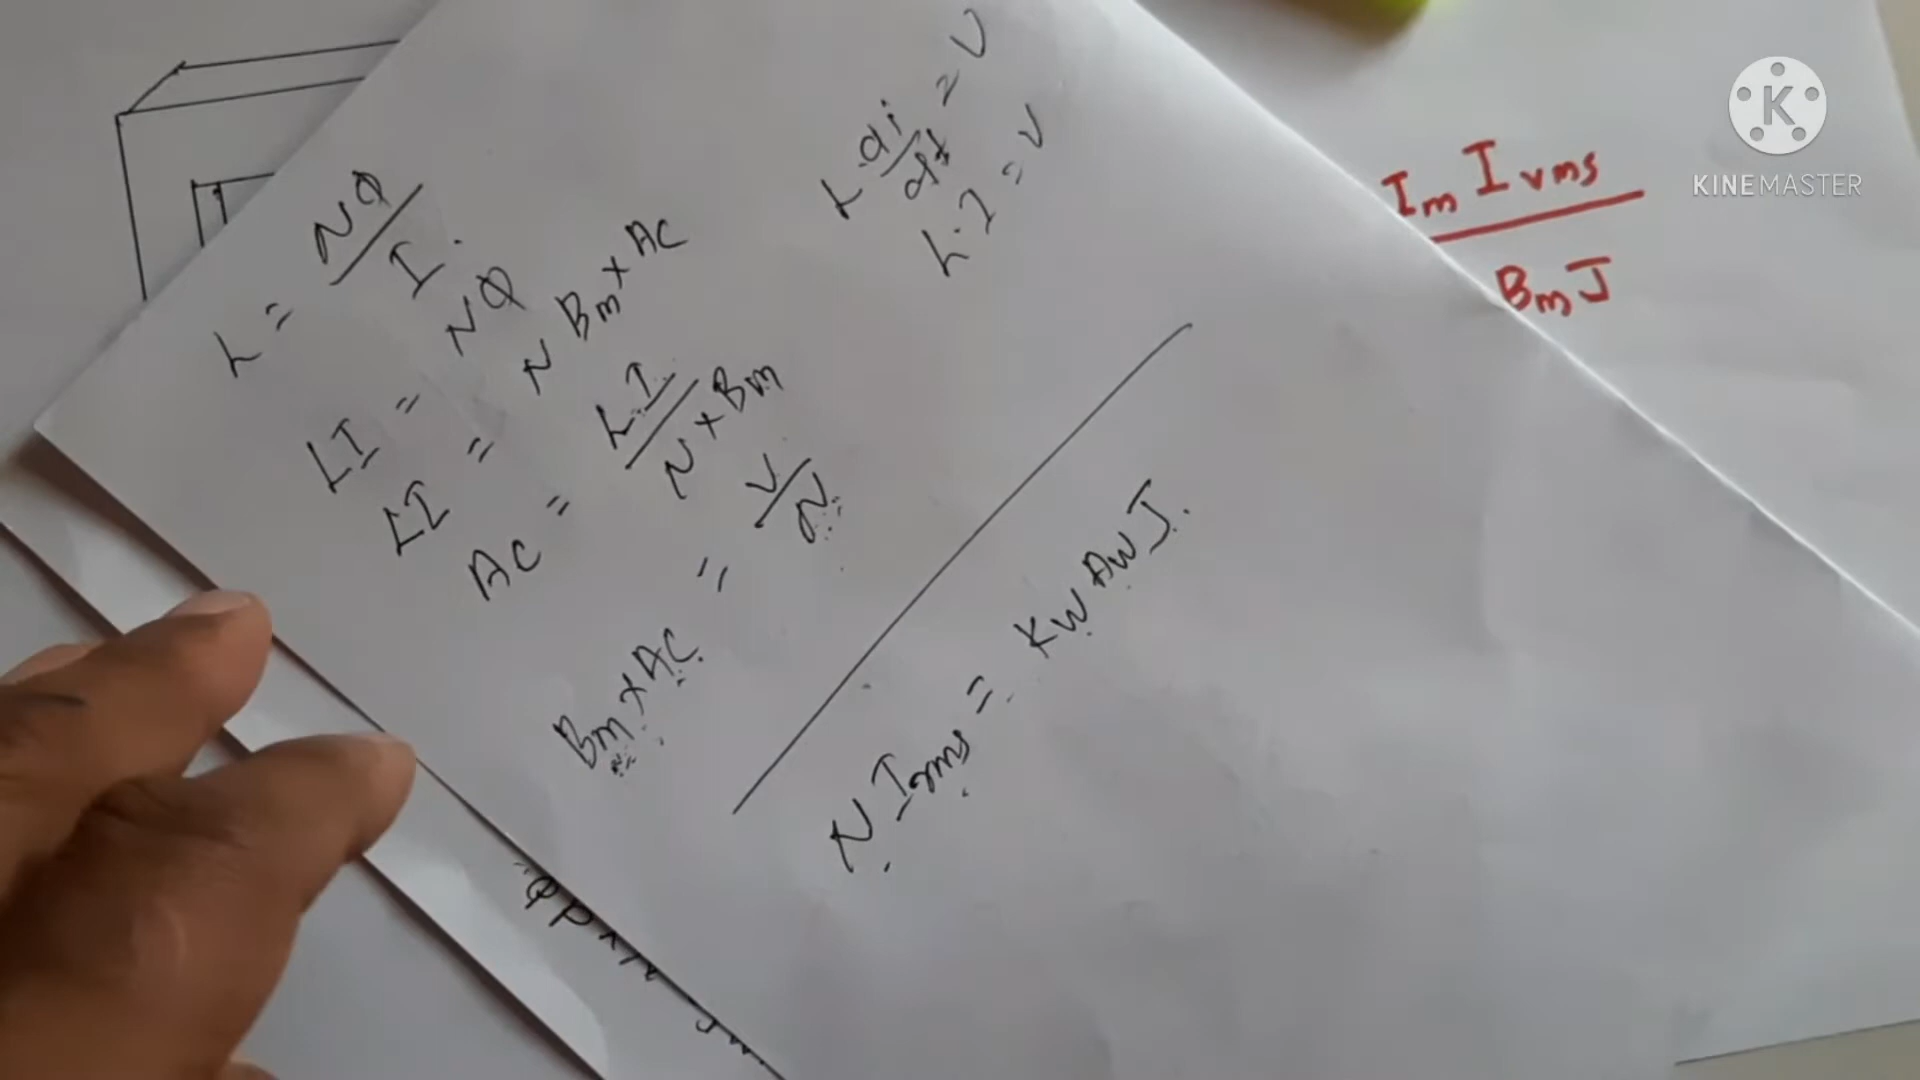 L = NΦ/I
LI = NΦ
LI = N Bm × AC
AC = LI/N × Bm
Bm × AC = V/N
L di/dt = V
L · I = V
N Irms = KW AW J.
Im Irms
Bm J
K
KINEMASTER